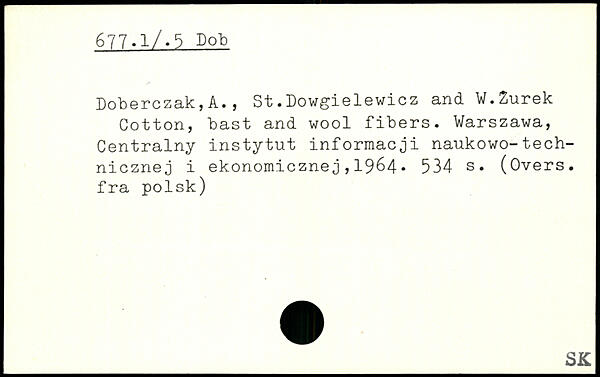 677.1/.5 Dob
Doberczak,A., St.Dowgielewicz and W.Żurek
Cotton, bast and wool fibers. Warszawa,
Centralny instytut informacji naukowo-tech-
nicznej i ekonomicznej,1964. 534 s. (Overs.
fra polsk)
SK